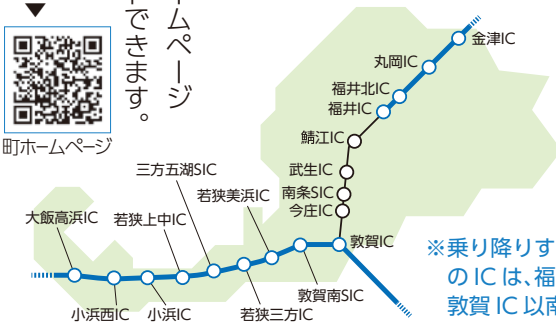 ームページ
できます。
町ホームページ
金津IC
丸岡IC
福井北IC
福井IC
鯖江IC
武生IC
南条SIC
今庄IC
敦賀IC
敦賀南SIC
若狭美浜IC
若狭三方IC
三方五湖SIC
若狭上中IC
小浜IC
小浜西IC
大飯高浜IC
※乗り降りす
のICは、福
敦賀IC以南